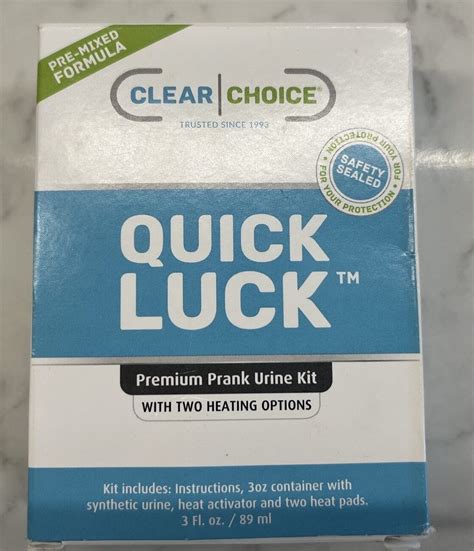 PRE-MIXED
FORMULA
CLEAR CHOICE®
TRUSTED SINCE 1993
FOR YOUR PROTECTION • FOR YOUR PROTECTION •
SAFETY
SEALED
QUICK
LUCK™
Premium Prank Urine Kit
WITH TWO HEATING OPTIONS
Kit includes: Instructions, 3oz container with
synthetic urine, heat activator and two heat pads.
3 Fl. oz. / 89 ml